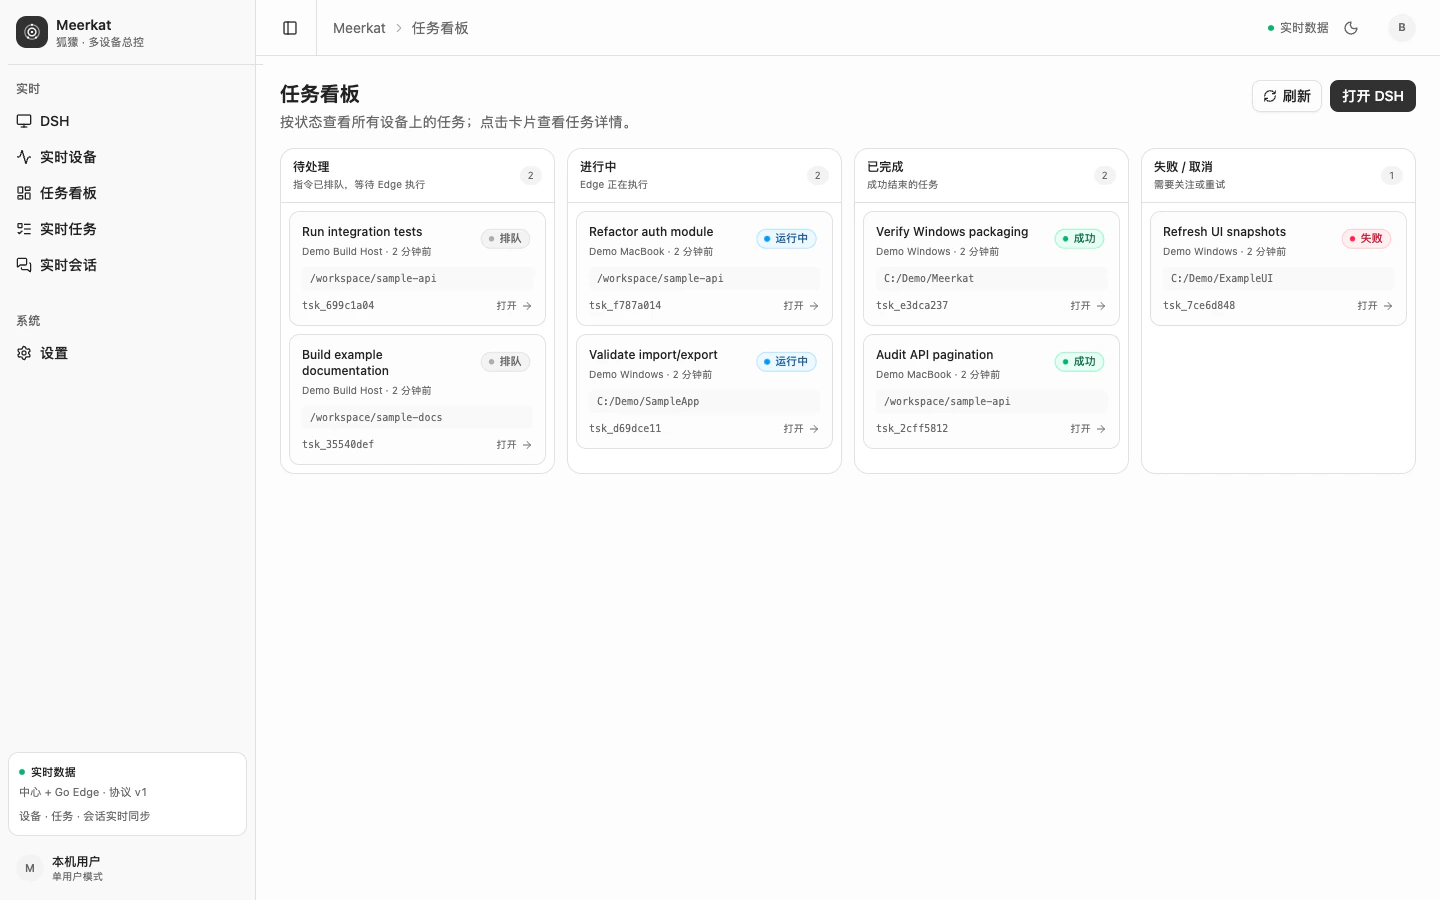 Meerkat
狐獴 · 多设备总控
实时
DSH
实时设备
任务看板
实时任务
实时会话
系统
设置
实时数据
中心 + Go Edge · 协议 v1
设备 · 任务 · 会话实时同步
M
本机用户
单用户模式
Meerkat > 任务看板
实时数据
B
任务看板
按状态查看所有设备上的任务；点击卡片查看任务详情。
刷新
打开 DSH
待处理
指令已排队，等待 Edge 执行
2
Run integration tests
排队
Demo Build Host · 2 分钟前
/workspace/sample-api
tsk_699c1a04
打开 →
Build example
documentation
排队
Demo Build Host · 2 分钟前
/workspace/sample-docs
tsk_35540def
打开 →
进行中
Edge 正在执行
2
Refactor auth module
运行中
Demo MacBook · 2 分钟前
/workspace/sample-api
tsk_f787a014
打开 →
Validate import/export
运行中
Demo Windows · 2 分钟前
C:/Demo/SampleApp
tsk_d69dce11
打开 →
已完成
成功结束的任务
2
Verify Windows packaging
成功
Demo Windows · 2 分钟前
C:/Demo/Meerkat
tsk_e3dca237
打开 →
Audit API pagination
成功
Demo MacBook · 2 分钟前
/workspace/sample-api
tsk_2cff5812
打开 →
失败 / 取消
需要关注或重试
1
Refresh UI snapshots
失败
Demo Windows · 2 分钟前
C:/Demo/ExampleUI
tsk_7ce6d848
打开 →